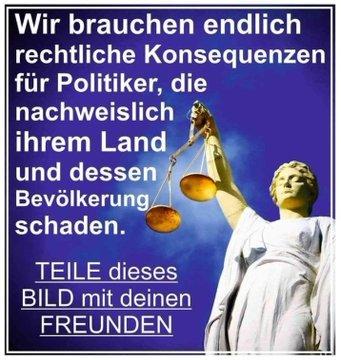 Wir brauchen endlich
rechtliche Konsequenzen
für Politiker, die
nachweislich
ihrem Land
und dessen
Bevölkerung
schaden.
TEILE dieses
BILD mit deinen
FREUNDEN